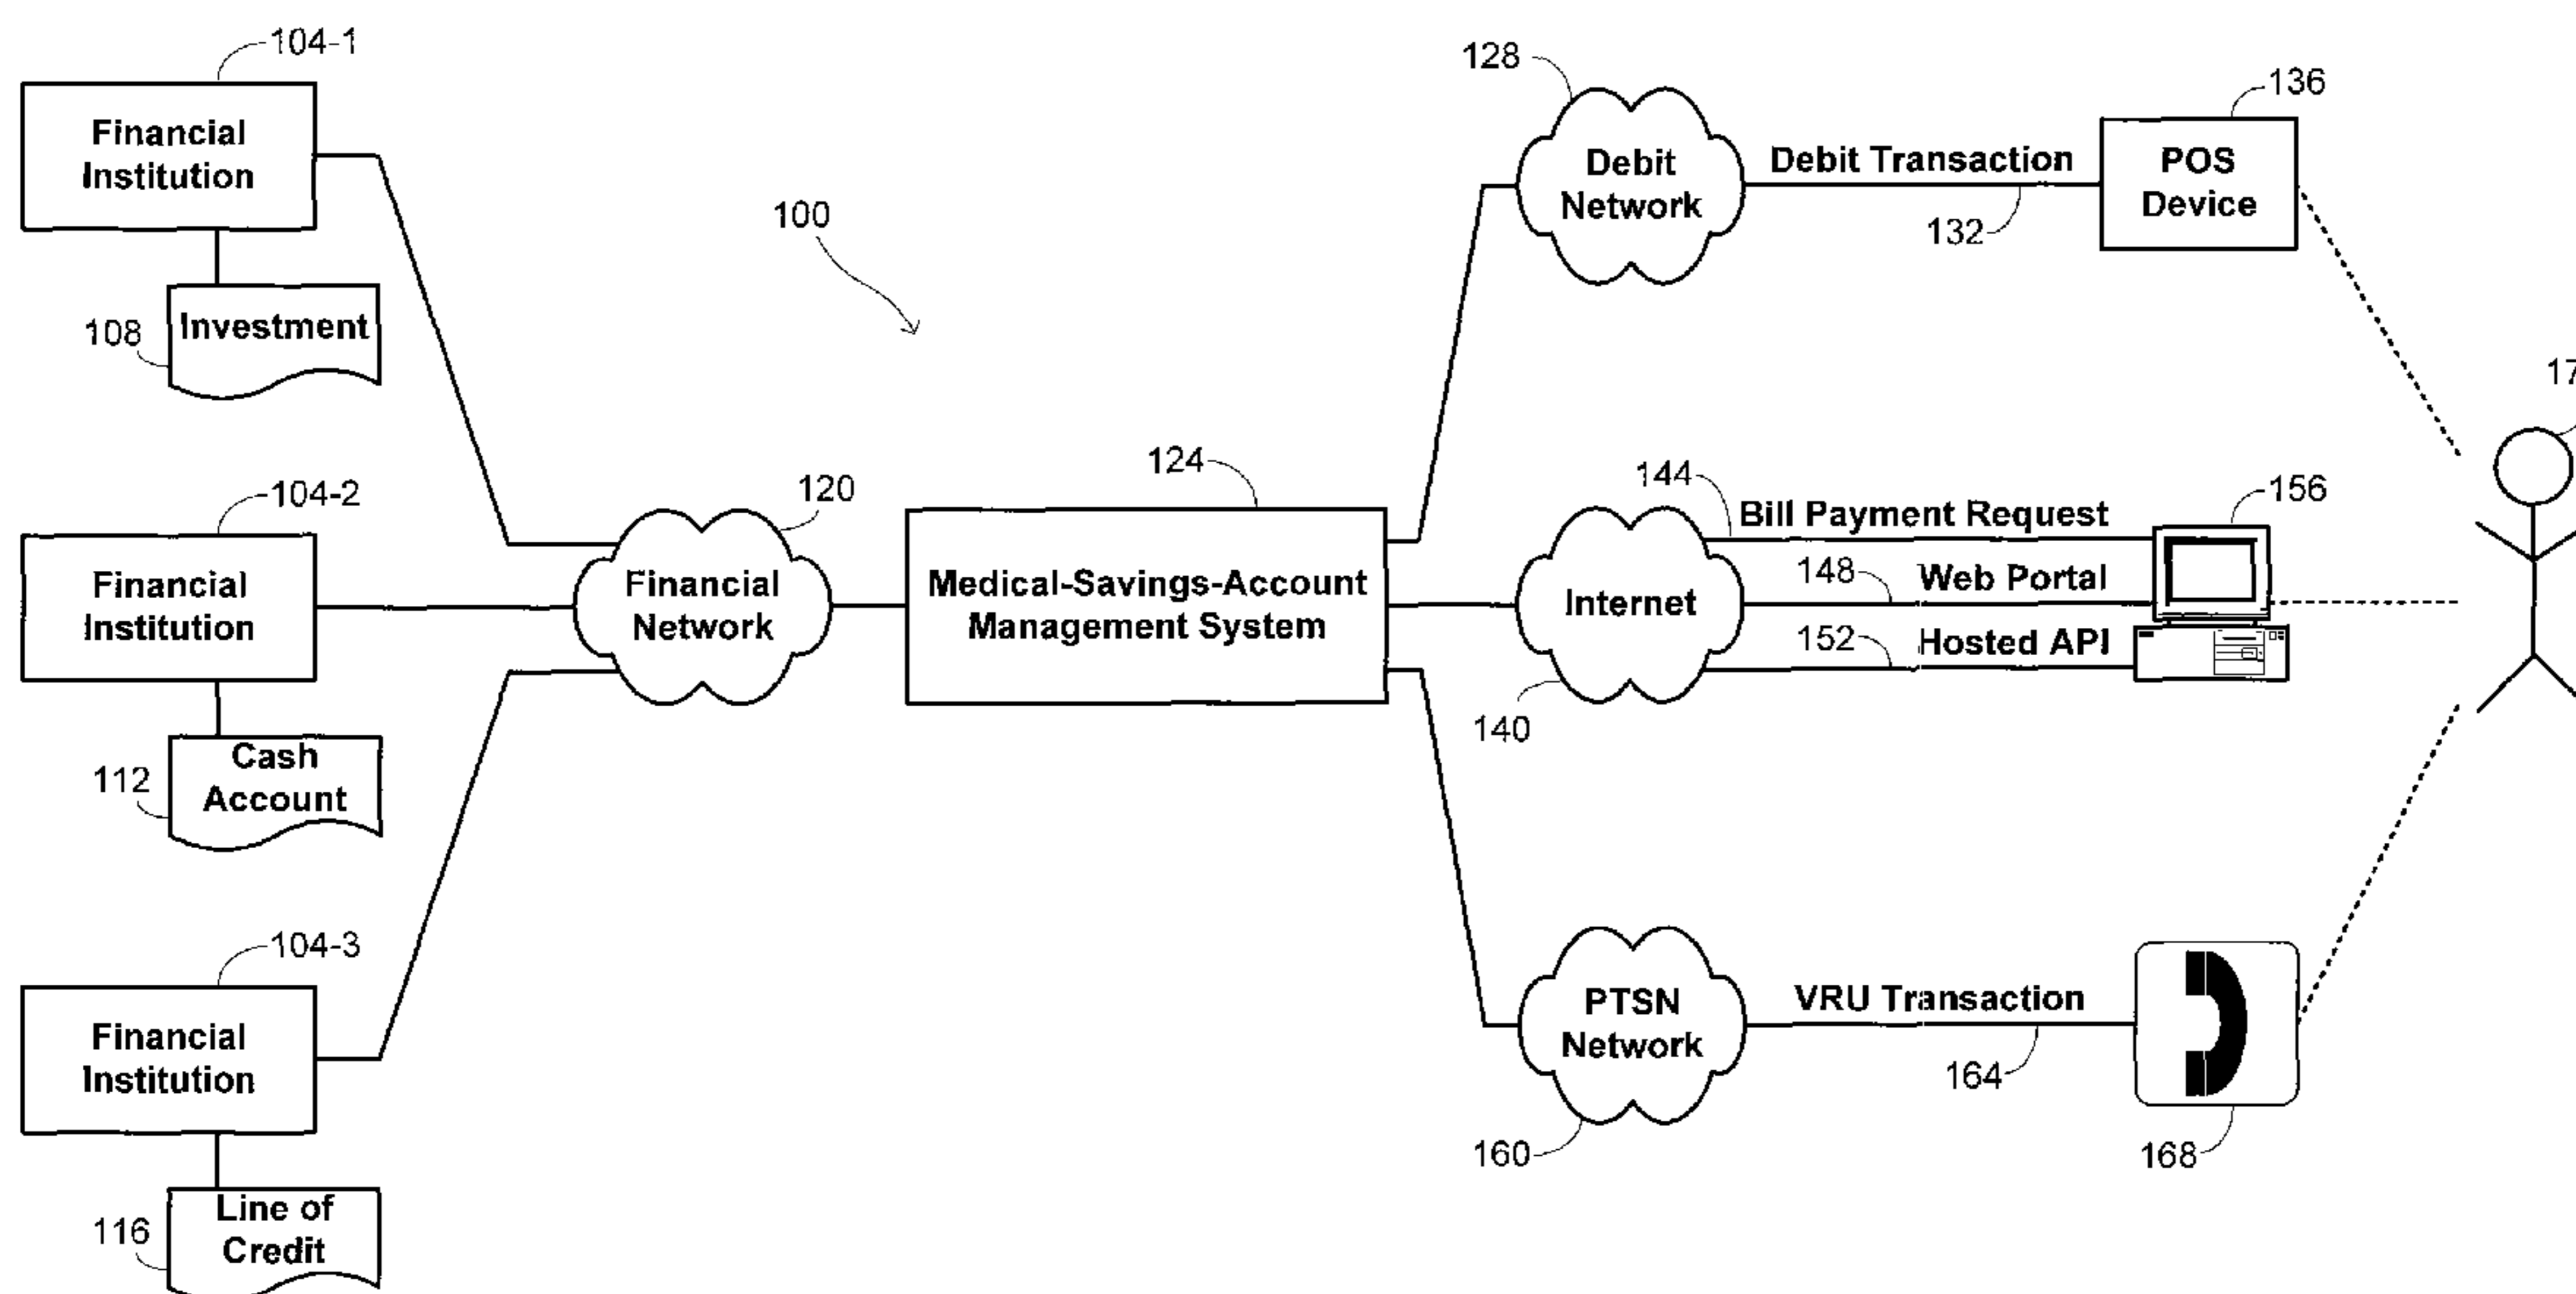 104-1
Financial
Institution
108
Investment
104-2
Financial
Institution
112
Cash
Account
104-3
Financial
Institution
116
Line of
Credit
100
120
Financial
Network
124
Medical-Savings-Account
Management System
128
Debit
Network
Debit Transaction
132
136
POS
Device
144
Bill Payment Request
148
Web Portal
152
Hosted API
Internet
140
156
PTSN
Network
160
VRU Transaction
164
168